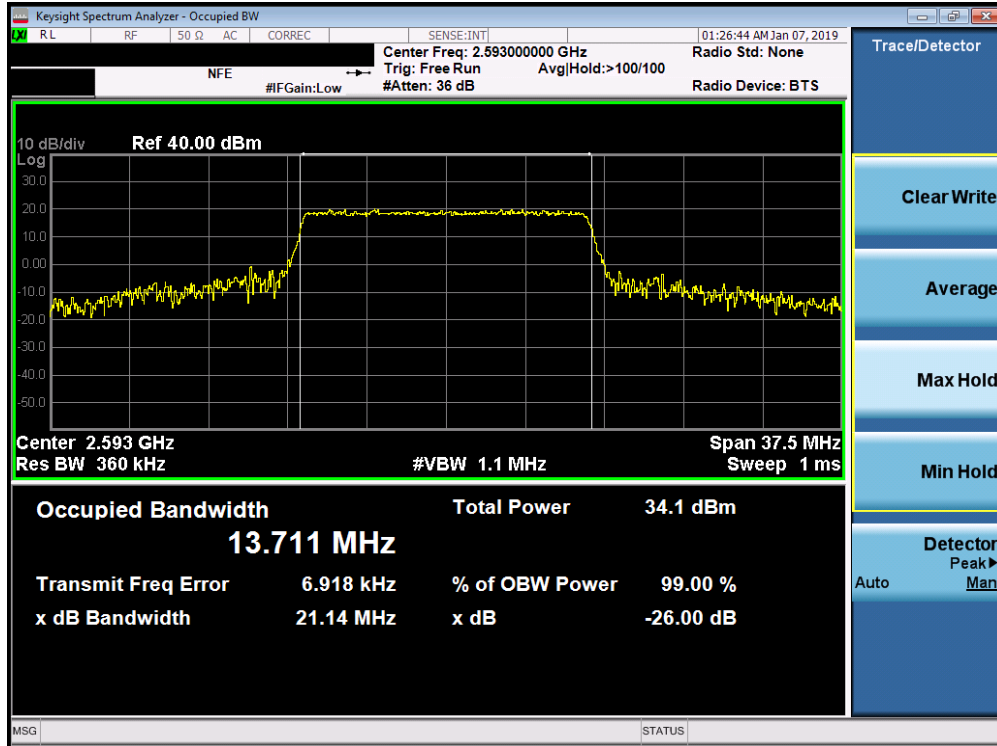 Keysight Spectrum Analyzer - Occupied BW
LXI RL RF 50 Ω AC CORREC SENSE:INT 01:26:44 AM Jan 07, 2019
Center Freq: 2.593000000 GHz Radio Std: None
NFE Trig: Free Run Avg|Hold:>100/100
#IFGain:Low #Atten: 36 dB Radio Device: BTS
Trace/Detector
10 dB/div Ref 40.00 dBm
Log
30.0
20.0
10.0
0.00
-10.0
-20.0
-30.0
-40.0
-50.0
Center 2.593 GHz Span 37.5 MHz
Res BW 360 kHz #VBW 1.1 MHz Sweep 1 ms
Occupied Bandwidth Total Power 34.1 dBm
13.711 MHz
Transmit Freq Error 6.918 kHz % of OBW Power 99.00 %
x dB Bandwidth 21.14 MHz x dB -26.00 dB
Clear Write
Average
Max Hold
Min Hold
Detector
Peak▶
Auto Man
MSG STATUS